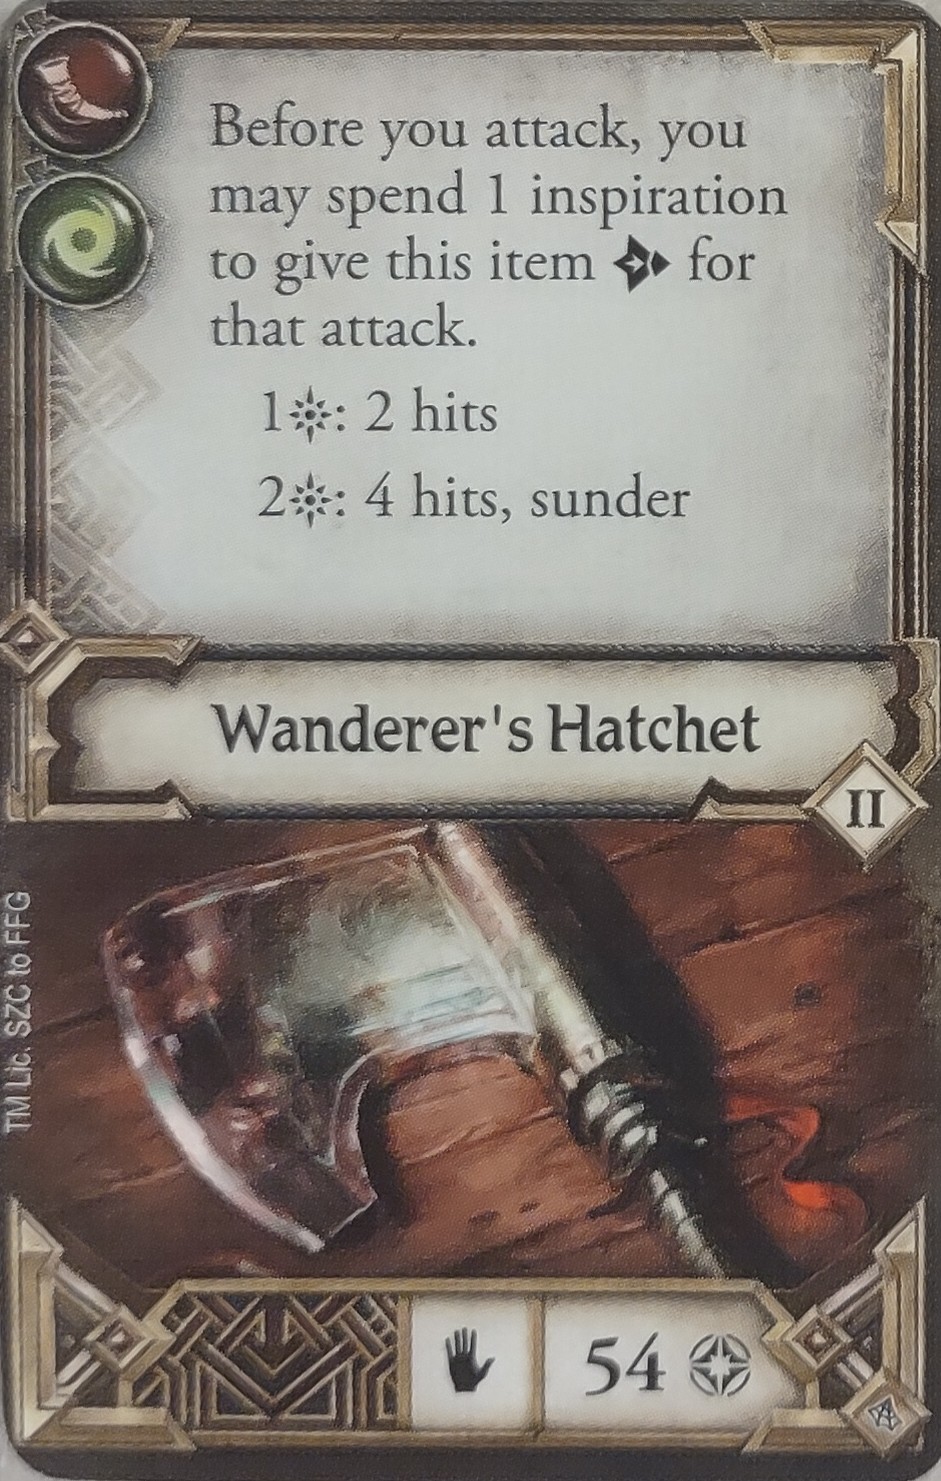 Before you attack, you
may spend 1 inspiration
to give this item for
that attack.
1: 2 hits
2: 4 hits, sunder
Wanderer's Hatchet
II
TM Lic. SZC to FFG
54